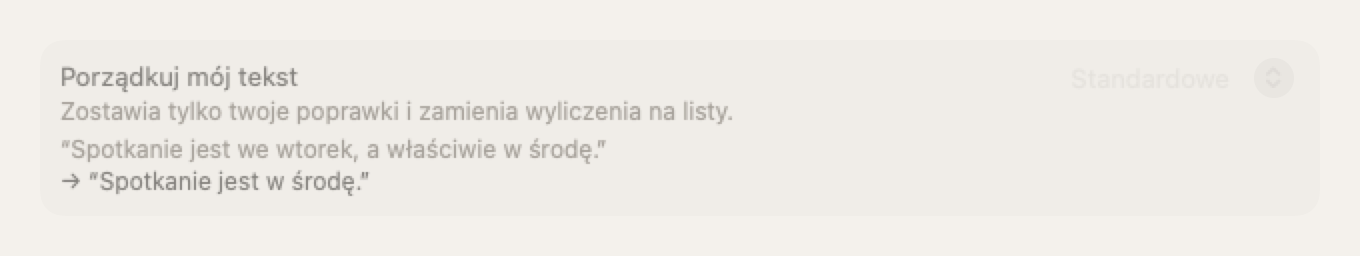 Porządkuj mój tekst
Standardowe
Zostawia tylko twoje poprawki i zamienia wyliczenia na listy.
“Spotkanie jest we wtorek, a właściwie w środę.”
→ “Spotkanie jest w środę.”